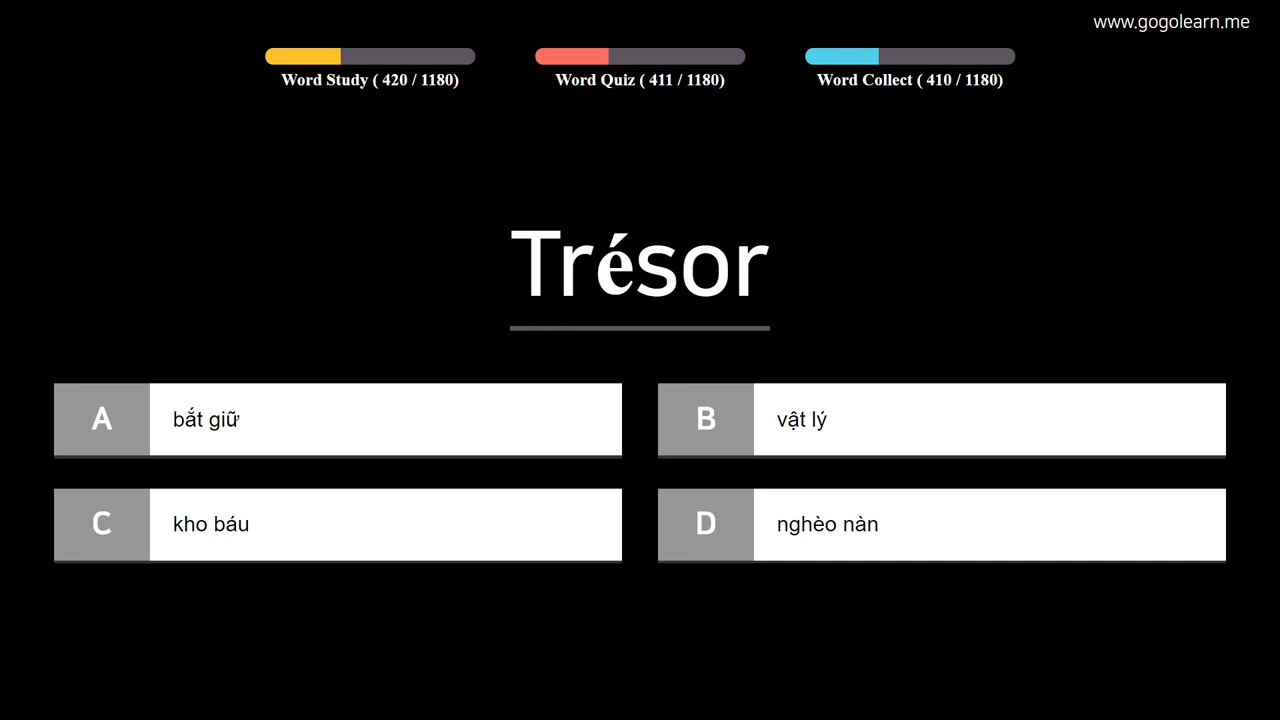 www.gogolearn.me
Word Study ( 420 / 1180)
Word Quiz ( 411 / 1180)
Word Collect ( 410 / 1180)
Trésor
A bắt giữ
B vật lý
C kho báu
D nghèo nàn